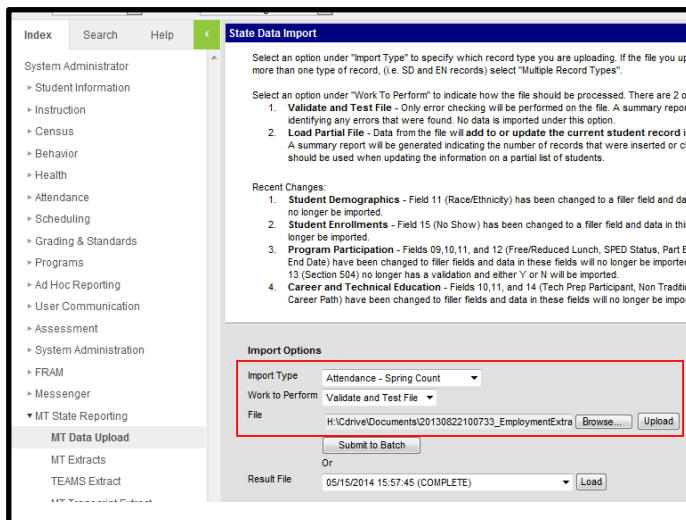 Index
Search
Help
System Administrator
Student Information
Instruction
Census
Behavior
Health
Attendance
Scheduling
Grading & Standards
Programs
Ad Hoc Reporting
User Communication
Assessment
System Administration
FRAM
Messenger
MT State Reporting
MT Data Upload
MT Extracts
TEAMS Extract
MT Transcript Extract
State Data Import
Select an option under "Import Type" to specify which record type you are uploading. If the file you up
more than one type of record, (i.e. SD and EN records) select "Multiple Record Types".
Select an option under "Work To Perform" to indicate how the file should be processed. There are 2 o
1. Validate and Test File - Only error checking will be performed on the file. A summary repor
identifying any errors that were found. No data is imported under this option.
2. Load Partial File - Data from the file will add to or update the current student record i
A summary report will be generated indicating the number of records that were inserted or c
should be used when updating the information on a partial list of students.
Recent Changes:
1. Student Demographics - Field 11 (Race/Ethnicity) has been changed to a filler field and da
no longer be imported.
2. Student Enrollments - Field 15 (No Show) has been changed to a filler field and data in thi
longer be imported.
3. Program Participation - Fields 09,10,11, and 12 (Free/Reduced Lunch, SPED Status, Part B
End Date) have been changed to filler fields and data in these fields will no longer be importe
13 (Section 504) no longer has a validation and either Y or N will be imported.
4. Career and Technical Education - Fields 10,11, and 14 (Tech Prep Participant, Non Traditi
Career Path) have been changed to filler fields and data in these fields will no longer be impor
Import Options
Import Type Attendance - Spring Count
Work to Perform Validate and Test File
File H:\Cdrive\Documents\20130822100733_EmploymentExtra Browse... Upload
Submit to Batch
Or
Result File 05/15/2014 15:57:45 (COMPLETE) Load